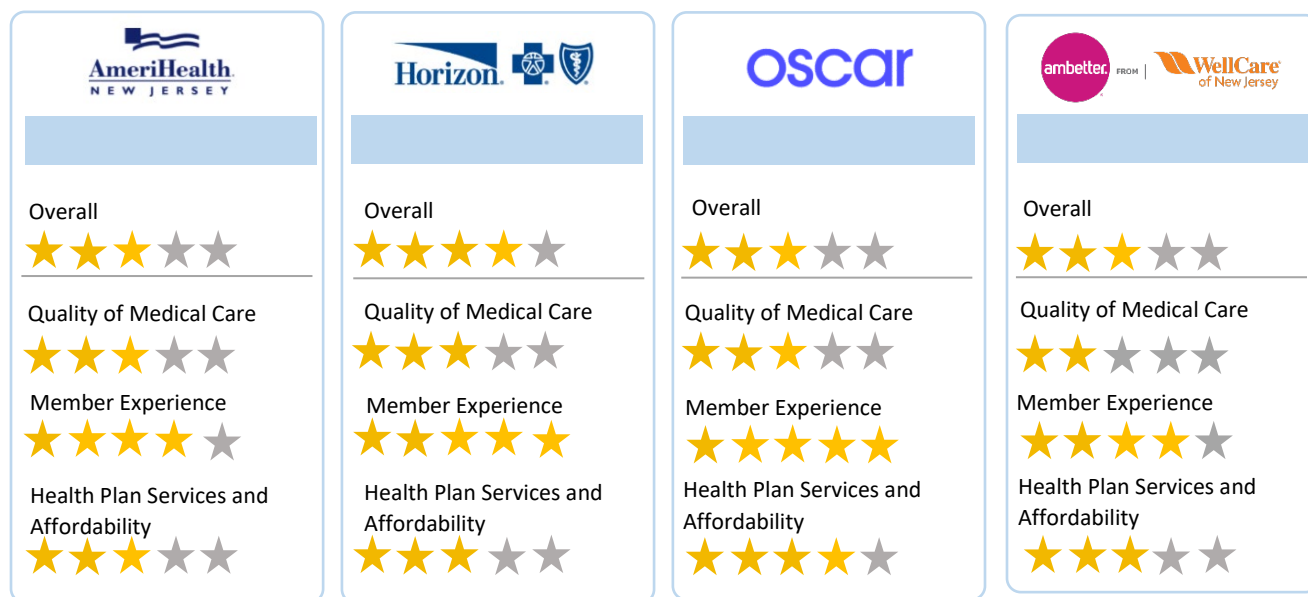 AmeriHealth.
NEW JERSEY
Overall
Quality of Medical Care
Member Experience
Health Plan Services and
Affordability
Horizon.
Overall
Quality of Medical Care
Member Experience
Health Plan Services and
Affordability
oscar
Overall
Quality of Medical Care
Member Experience
Health Plan Services and
Affordability
ambetter.
FROM
WellCare
of New Jersey
Overall
Quality of Medical Care
Member Experience
Health Plan Services and
Affordability